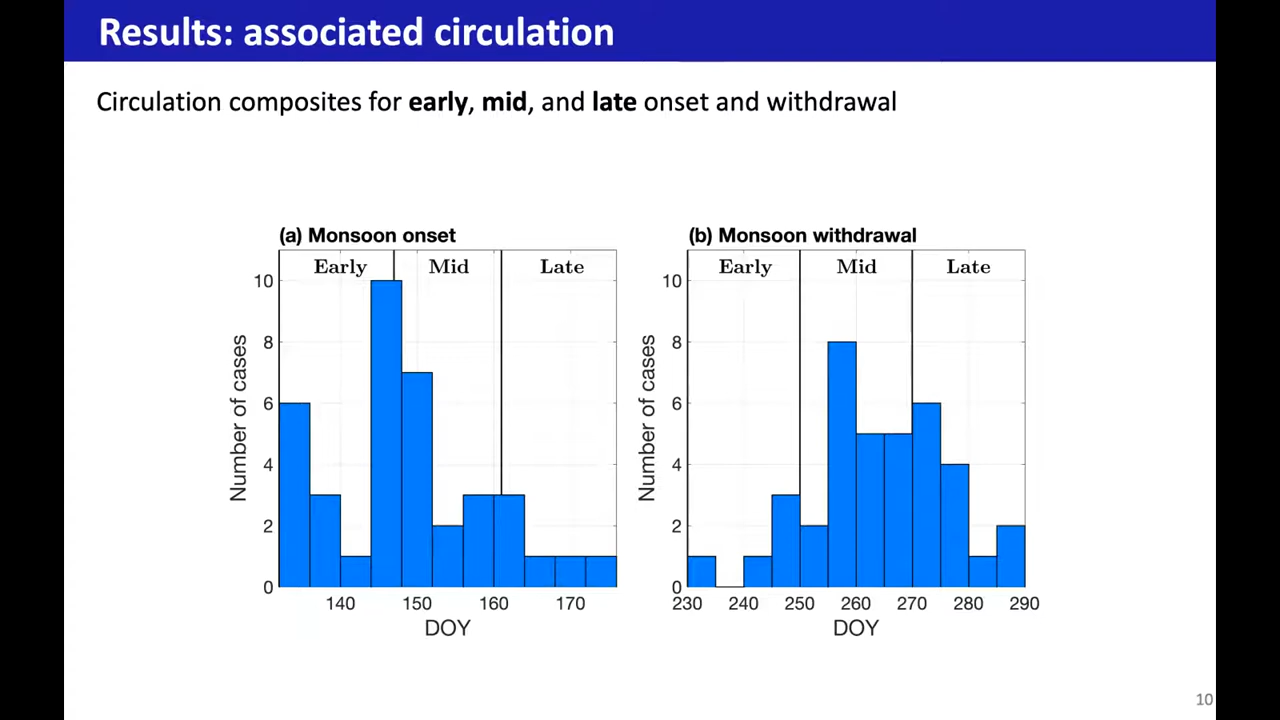 Results: associated circulation
Circulation composites for early, mid, and late onset and withdrawal
(a) Monsoon onset
Early Mid Late
Number of cases
10
8
6
4
2
0
140 150 160 170
DOY
(b) Monsoon withdrawal
Early Mid Late
Number of cases
10
8
6
4
2
0
230 240 250 260 270 280 290
DOY
10